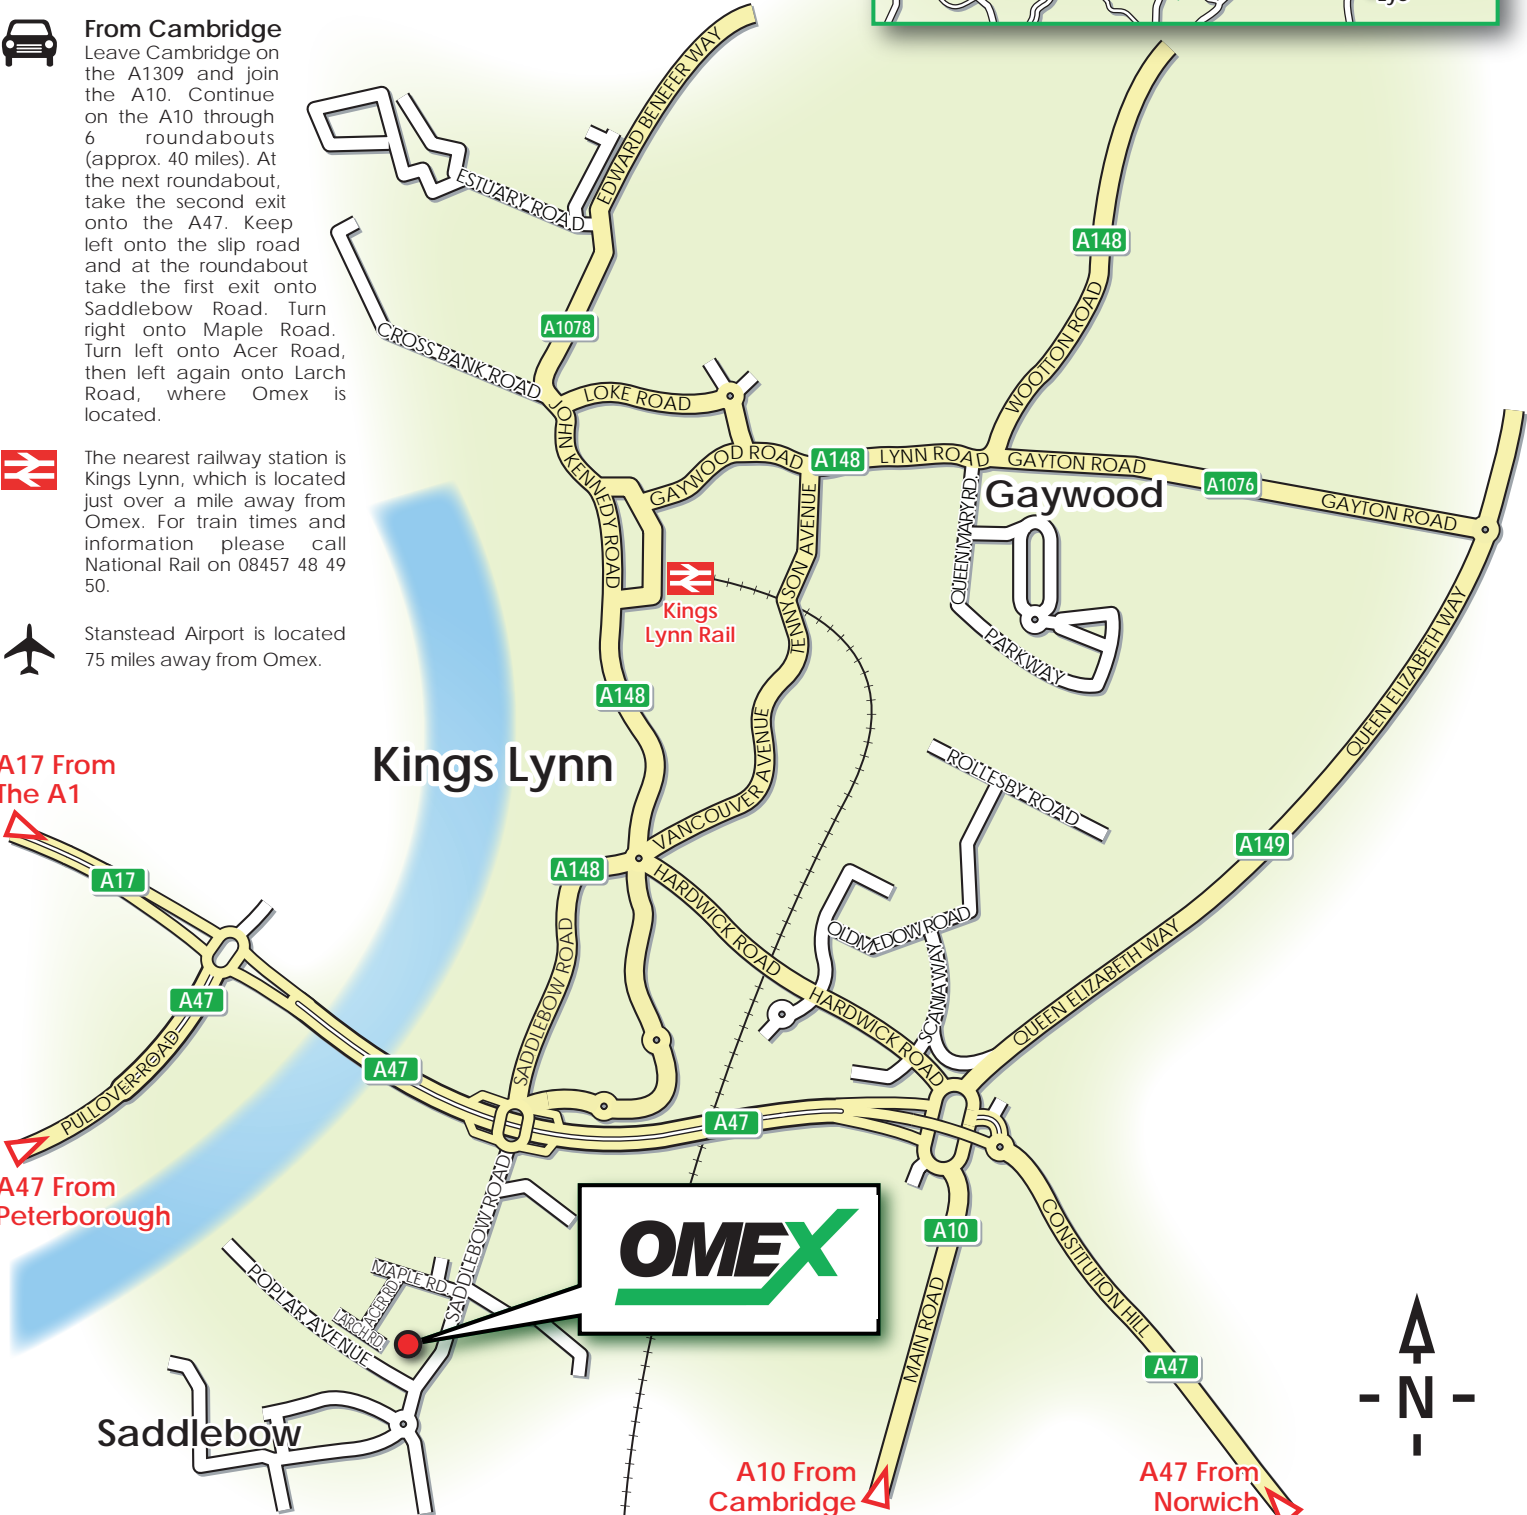 From Cambridge
Leave Cambridge on
the A1309 and join
the A10. Continue
on the A10 through
6 roundabouts
(approx. 40 miles). At
the next roundabout,
take the second exit
onto the A47. Keep
left onto the slip road
and at the roundabout
take the first exit onto
Saddlebow Road. Turn
right onto Maple Road.
Turn left onto Acer Road,
then left again onto Larch
Road, where Omex is
located.
The nearest railway station is
Kings Lynn, which is located
just over a mile away from
Omex. For train times and
information please call
National Rail on 08457 48 49
50.
Stanstead Airport is located
75 miles away from Omex.
EDWARD BENEFER WAY
ESTUARY ROAD
A148
A1078
CROSS BANK ROAD
WOOTTON ROAD
LOKE ROAD
JOHN KENNEDY ROAD
GAYWOOD ROAD
A148
LYNN ROAD
GAYTON ROAD
A1076
GAYTON ROAD
Gaywood
QUEEN MARY RD.
TENNYSON AVENUE
Kings
Lynn Rail
PARKWAY
QUEEN ELIZABETH WAY
A148
Kings Lynn
VANCOUVER AVENUE
ROLLESBY ROAD
A17 From
The A1
A17
A148
A149
HARDWICK ROAD
OLDMEDOW ROAD
SCANIA WAY
QUEEN ELIZABETH WAY
SADDLEBOW ROAD
HARDWICK ROAD
A47
PULLOVER ROAD
A47
A47
A47 From
Peterborough
SADDLEBOW ROAD
OMEX
A10
CONSTITUTION HILL
MAIN ROAD
POPLAR AVENUE
MAPLE RD.
ACER RD.
LARCH RD.
A47
N
Saddlebow
A10 From
Cambridge
A47 From
Norwich